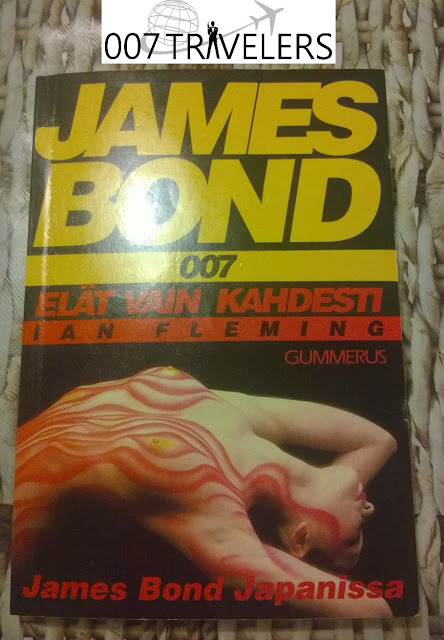 007 TRAVELERS
JAMES
BOND
007
ELÄT VAIN KAHDESTI
IAN FLEMING
GUMMERUS
James Bond Japanissa